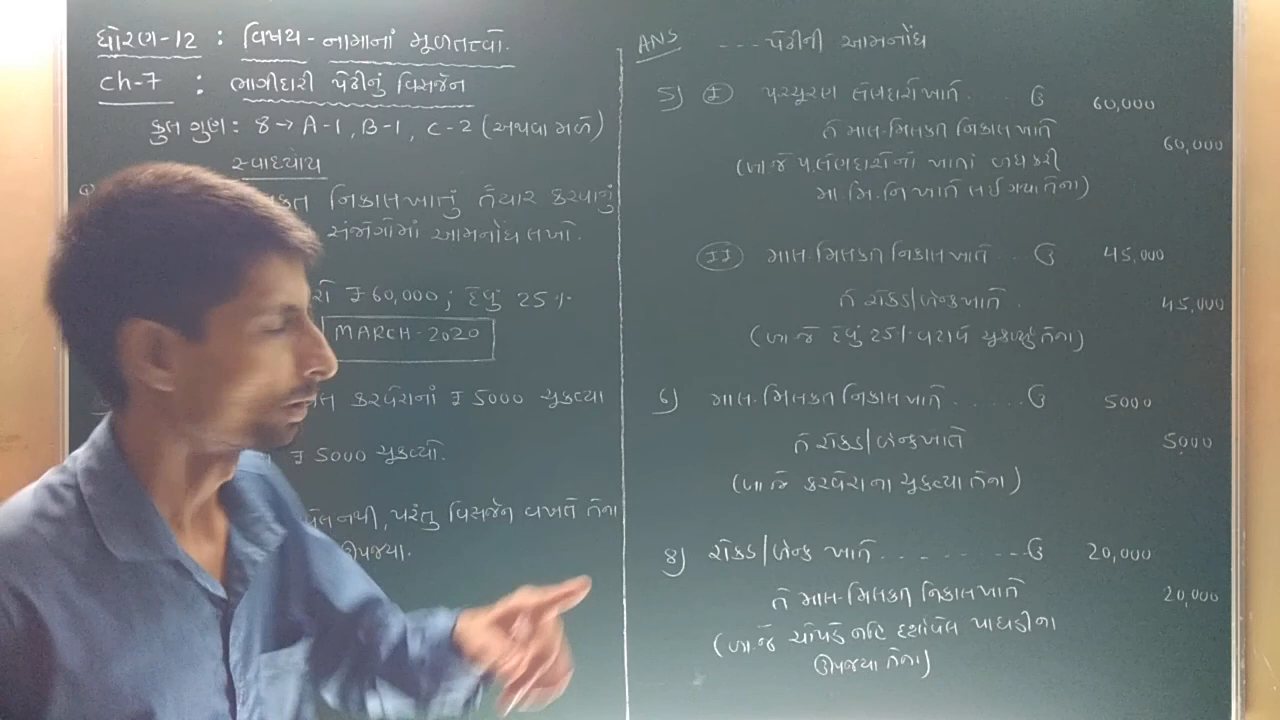 ધોરણ-12 : વિષય - નામાનાં મૂળતત્વો.
Ch-7 : ભાગીદારી પેઢીનું વિસર્જન
કુલ ગુણ: 8 → A-1, B-1, C-2 (અથવા મળે)
સ્વાધ્યાય
નિકાલખાતું તૈયાર કરવાનું
સંજોગોમાં આમનોંધ લખો.
₹ 60,000; દેવું 25%
MARCH-2020
કરવેરાનાં ₹ 5000 ચૂકવ્યા
₹ 5000 ચૂકવ્યો.
નથી, પરંતુ વિસર્જન વખતે તેના
ઊપજ્યા.
ANS ---પેઢીની આમનોંધ
5) (I) પરચૂરણ લેણદારો ખાતે . . . ઉ 60,000
તે માલ-મિલકત નિકાલ ખાતે 60,000
(બા.જે. પ.લેણદારોનાં ખાતાં બંધ કરી
મા.મિ.નિ ખાતે લઈ ગયા તેના)
(II) માલ-મિલકત નિકાલ ખાતે . . . ઉ 45,000
તે રોકડ/બેન્ક ખાતે . 45,000
(બા.જે દેવું 25% વટાવે ચૂકવ્યું તેના)
6) માલ-મિલકત નિકાલ ખાતે . . . . . . ઉ 5000
તે રોકડ/બેન્ક ખાતે 5000
(બા.જે કરવેરાના ચૂકવ્યા તેના)
8) રોકડ/બેન્ક ખાતે. . . - - - - - - ઉ 20,000
તે માલ-મિલકત નિકાલ ખાતે 20,000
(બા.જે ચોપડે નહિ દર્શાવેલ પાઘડીના
ઊપજ્યા તેના)